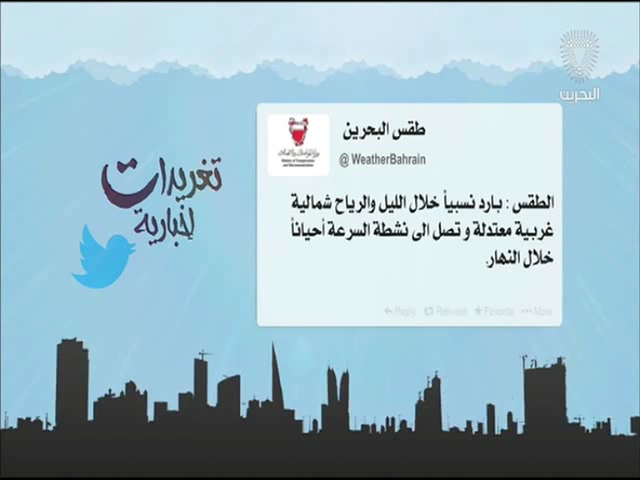 البحرين
طقس البحرين
@WeatherBahrain
تغريدات
إخبارية
الطقس : بارد نسبياً خلال الليل والرياح شمالية
غربية معتدلة و تصل الى نشطة السرعة أحياناً
خلال النهار.
Reply Retweet Favorite More